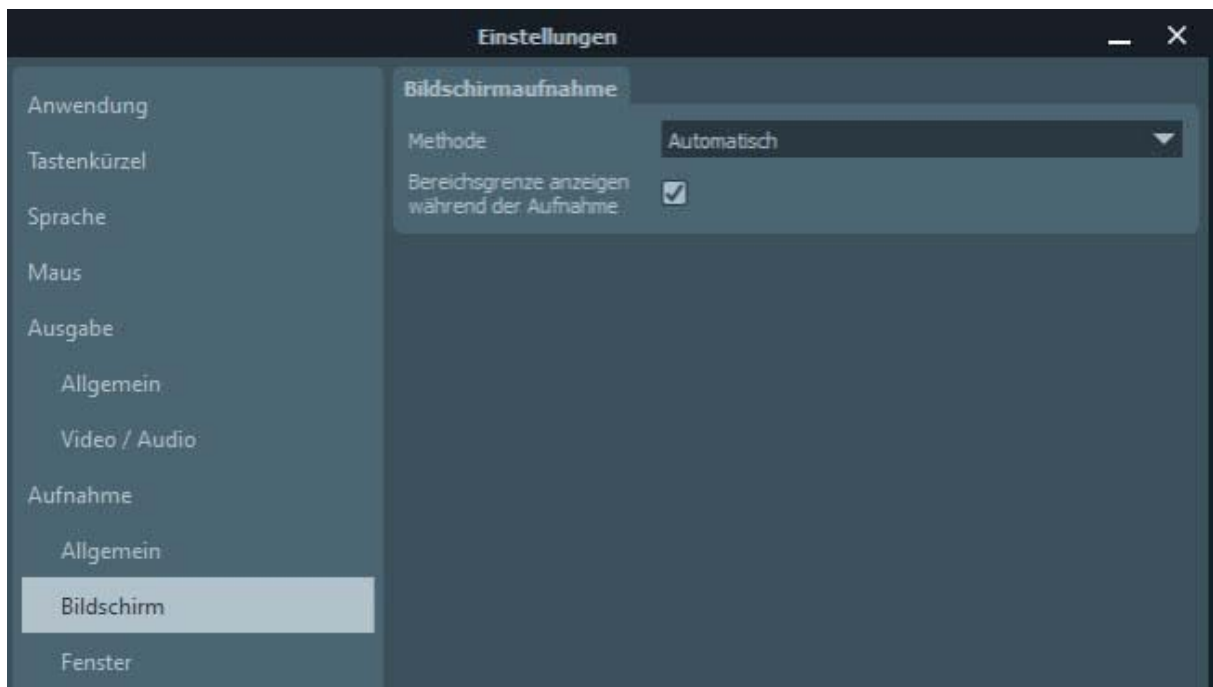 Einstellungen
Anwendung
Tastenkürzel
Sprache
Maus
Ausgabe
Allgemein
Video / Audio
Aufnahme
Allgemein
Bildschirm
Fenster
Bildschirmaufnahme
Methode
Automatisch
Bereichsgrenze anzeigen
während der Aufnahme